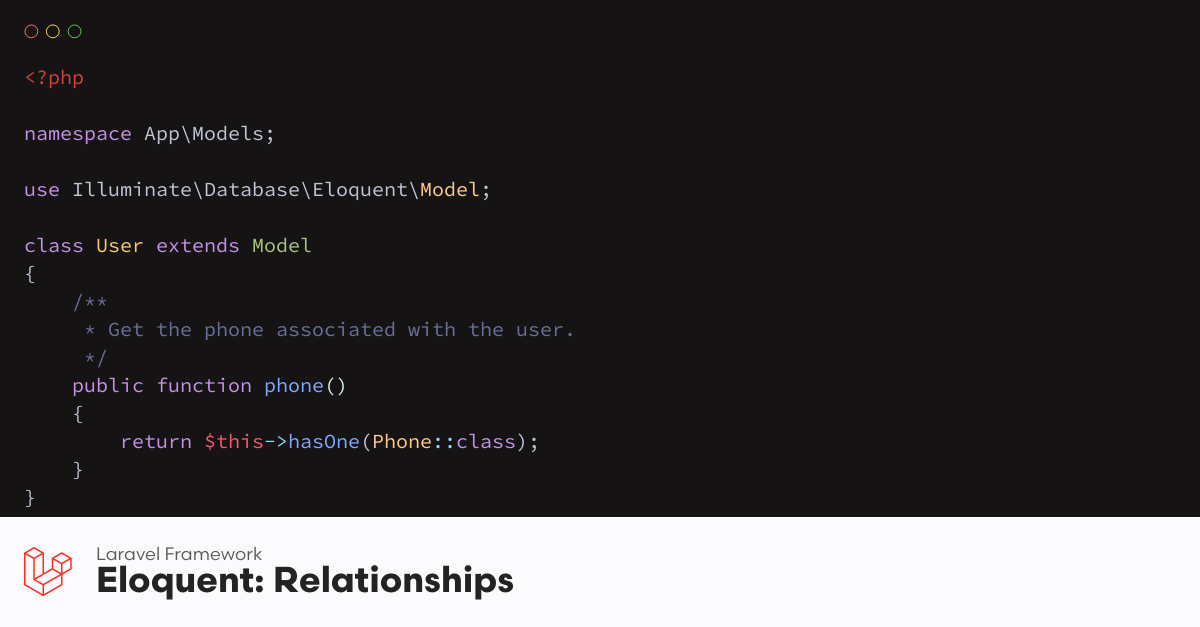 <?php
namespace App\Models;
use Illuminate\Database\Eloquent\Model;
class User extends Model
{
    /**
     * Get the phone associated with the user.
     */
    public function phone()
    {
        return $this->hasOne(Phone::class);
    }
}
Laravel Framework
Eloquent: Relationships